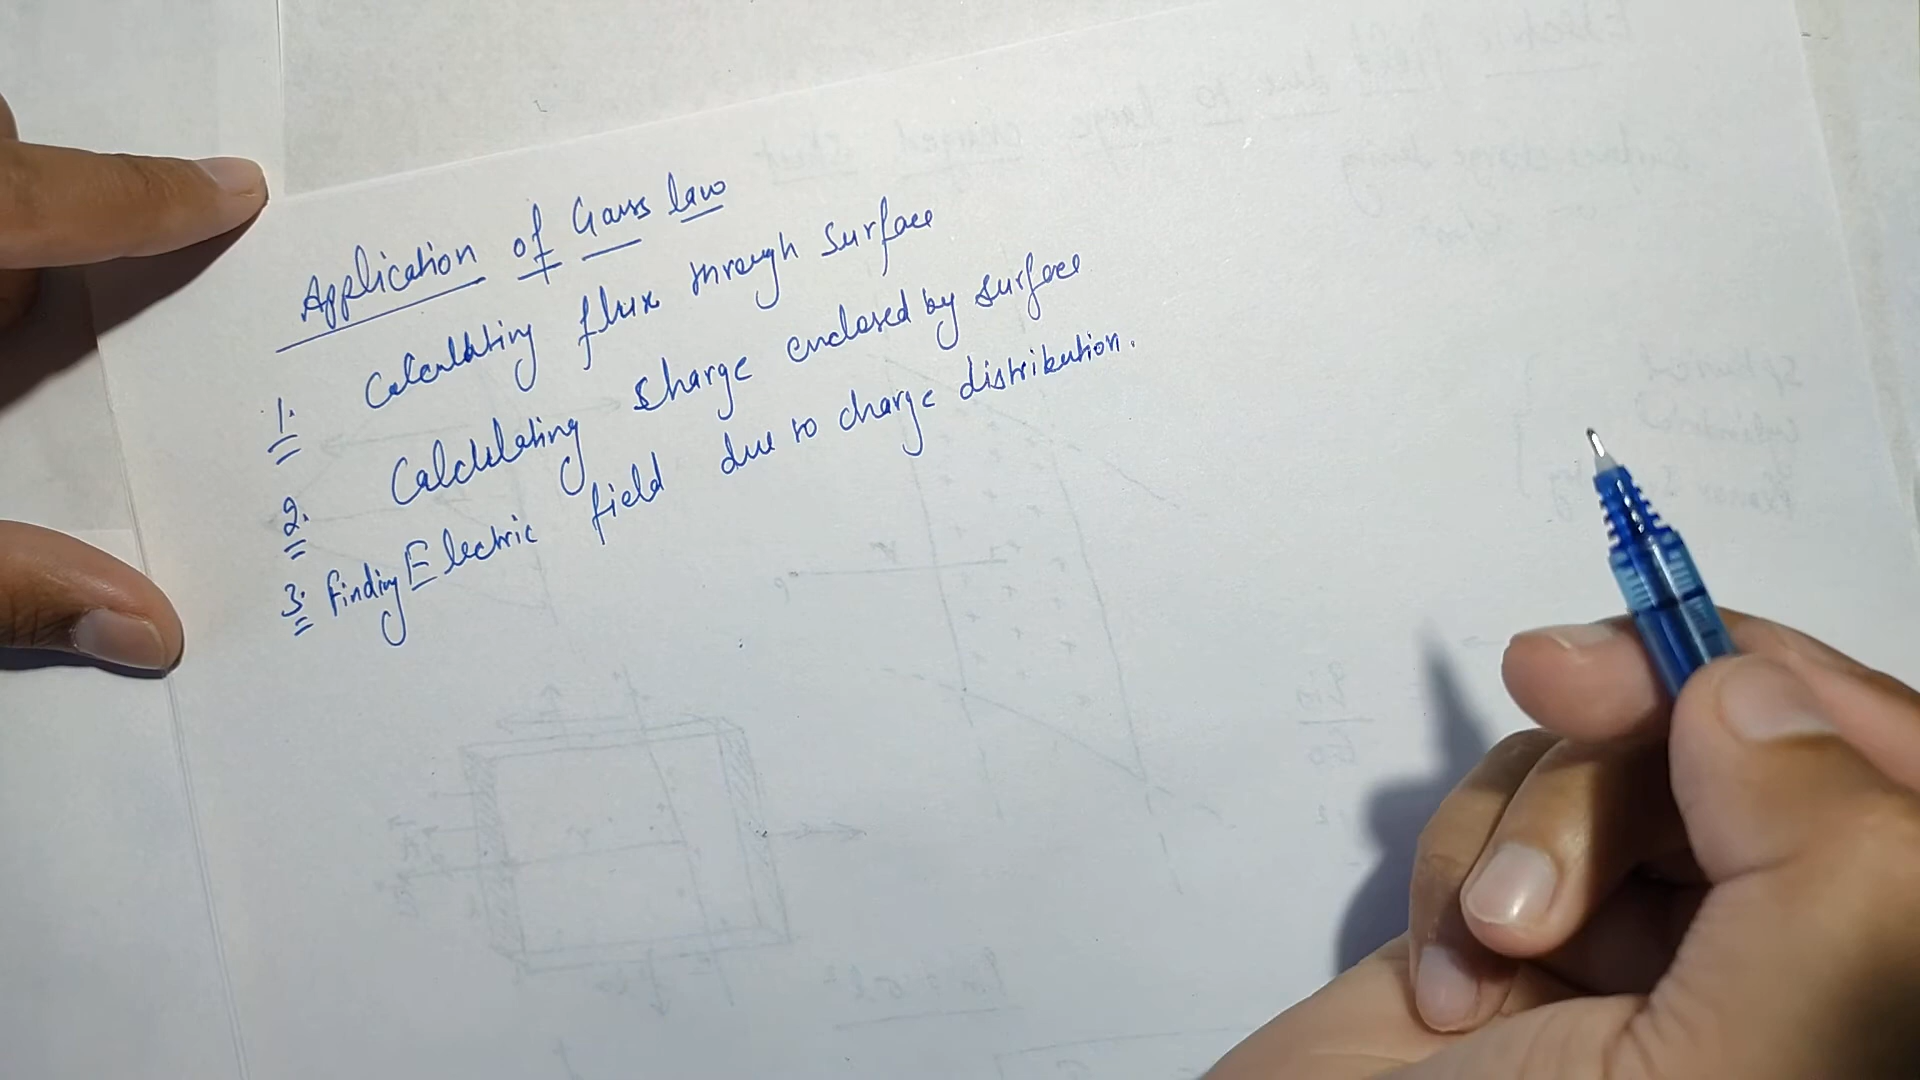 Application of Gauss law
1. Calculating flux through surface
2. Calculating charge enclosed by surface
3. finding Electric field due to charge distribution.